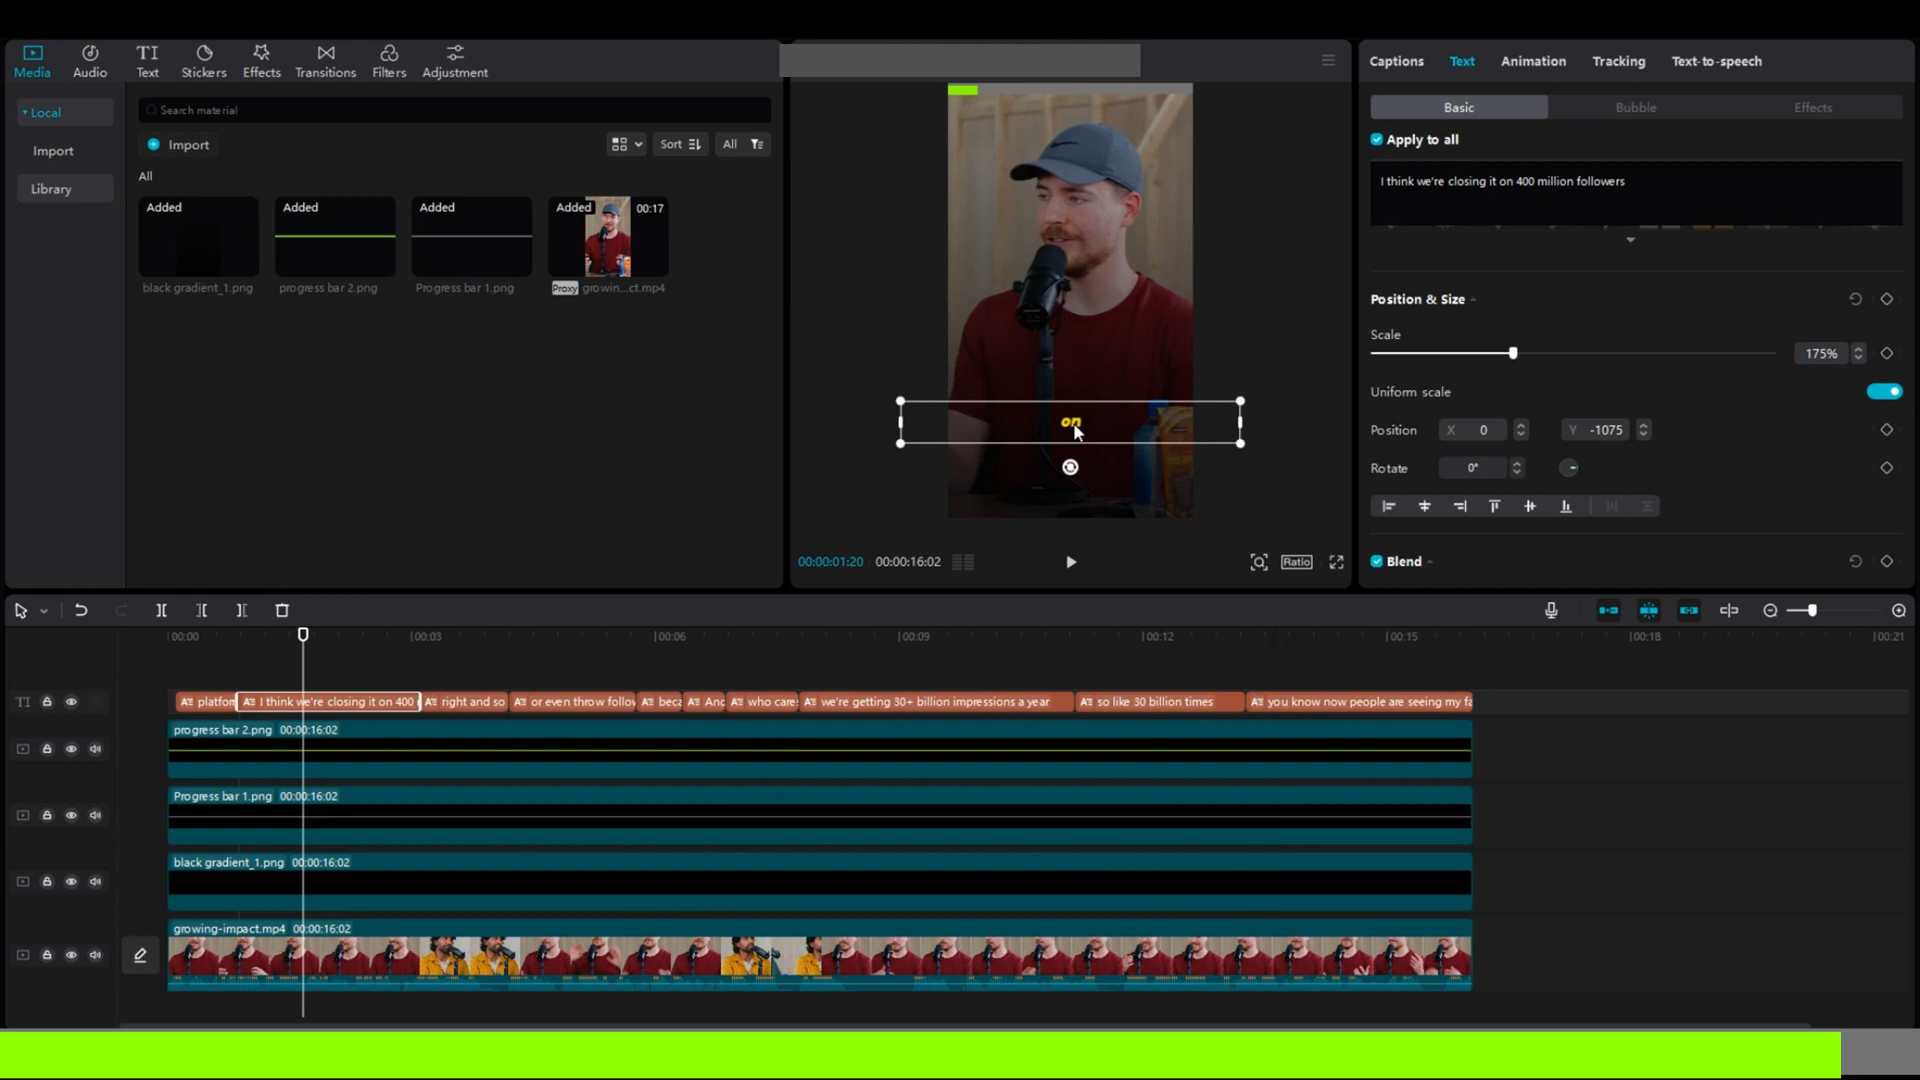 Media
Audio
TI
Text
Stickers
Effects
Transitions
Filters
Adjustment
Local
Import
Library
Search material
Import
Sort
All
All
Added
black gradient_1.png
Added
progress bar 2.png
Added
Progress bar 1.png
Added
00:17
Proxy
growin...ct.mp4
on
00:00:01:20
00:00:16:02
Ratio
Captions
Text
Animation
Tracking
Text-to-speech
Basic
Bubble
Effects
Apply to all
I think we're closing it on 400 million followers
Position & Size
Scale
175%
Uniform scale
Position
X 0
Y -1075
Rotate
0°
Blend
00:00
00:03
00:06
00:09
00:12
00:15
00:18
00:21
TI
platfor
I think we're closing it on 400
right and so
or even throw follo
beca
And
who care
we're getting 30+ billion impressions a year
so like 30 billion times
you know now people are seeing my fa
progress bar 2.png 00:00:16:02
Progress bar 1.png 00:00:16:02
black gradient_1.png 00:00:16:02
growing-impact.mp4 00:00:16:02